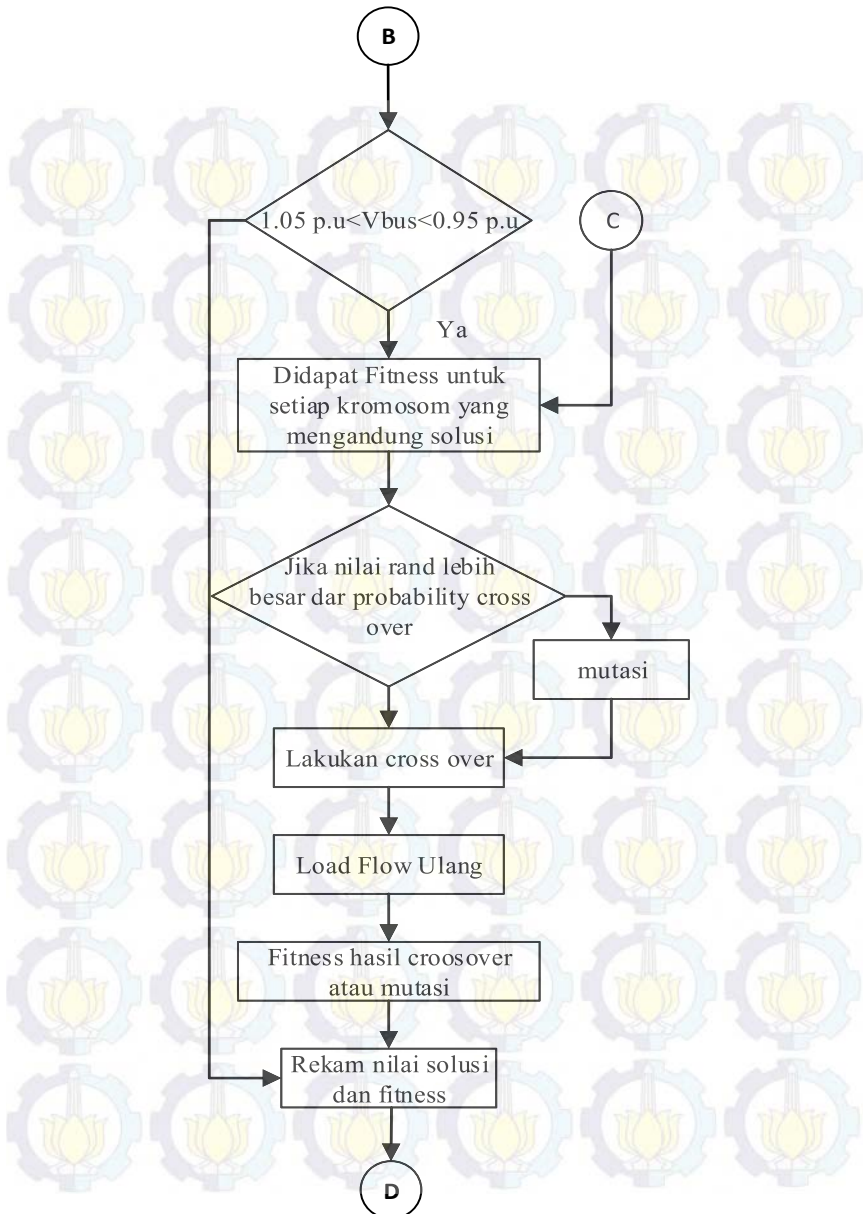 B
1.05 p.u<Vbus<0.95 p.u
C
Ya
Didapat Fitness untuk
setiap kromosom yang
mengandung solusi
Jika nilai rand lebih
besar dar probability cross
over
mutasi
Lakukan cross over
Load Flow Ulang
Fitness hasil croosover
atau mutasi
Rekam nilai solusi
dan fitness
D